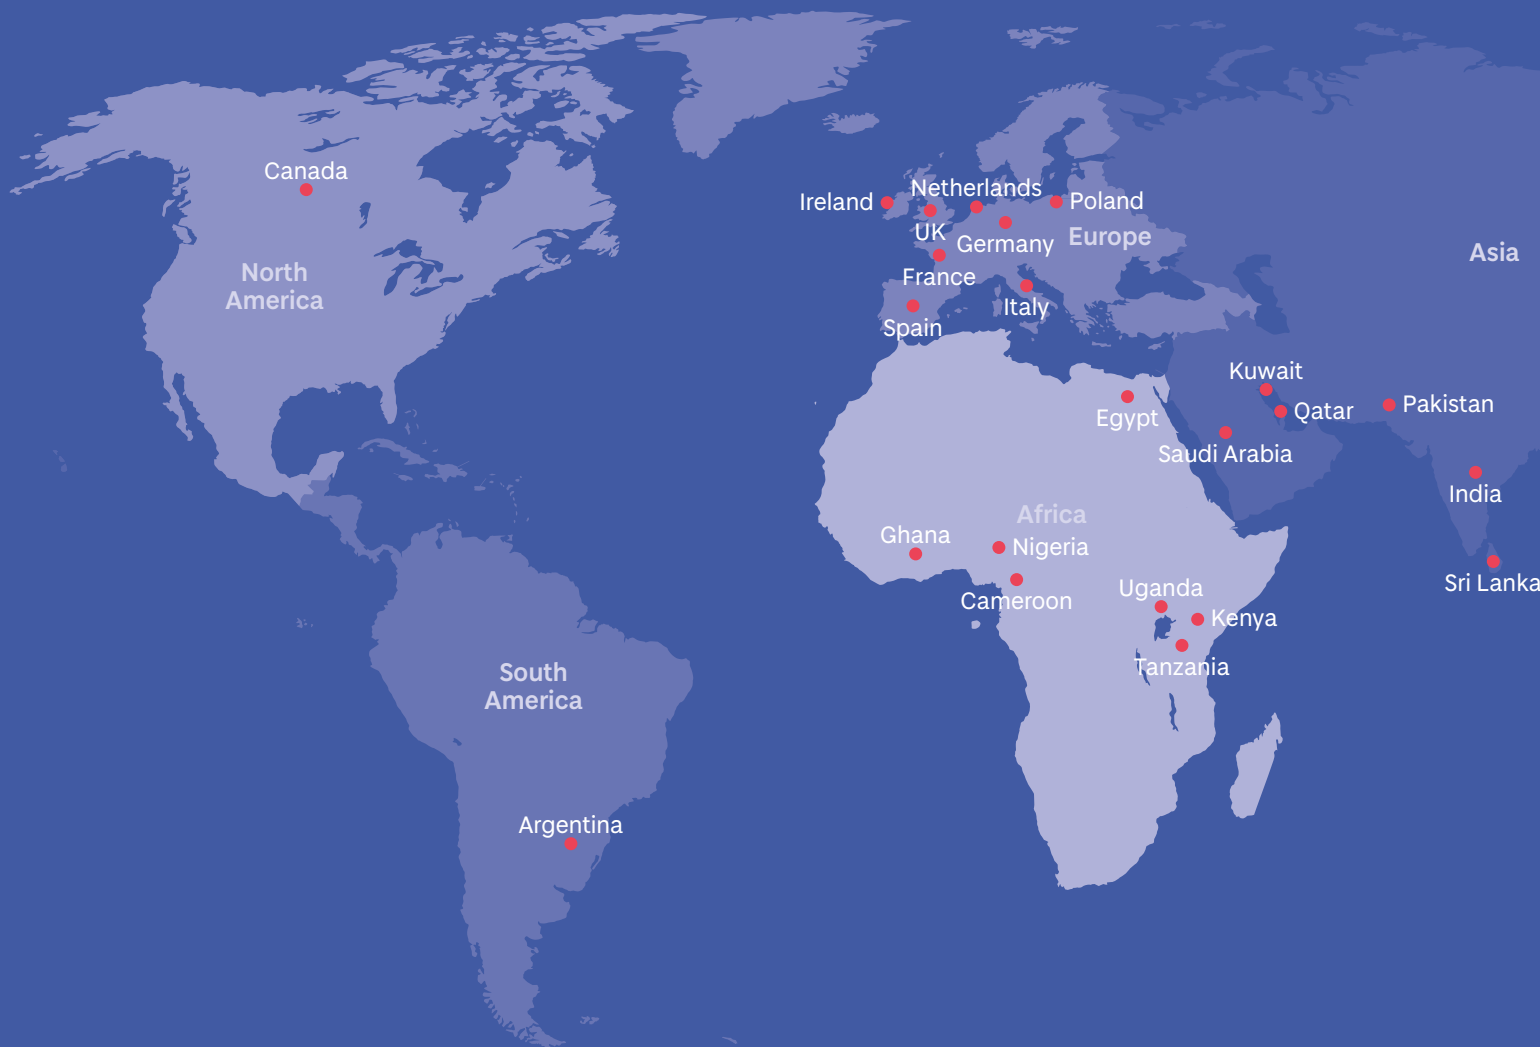 Canada
North
America
Ireland
Netherlands
Poland
UK
Germany
Europe
France
Italy
Spain
Asia
Kuwait
Qatar
Pakistan
Egypt
Saudi Arabia
India
Sri Lanka
Africa
Ghana
Nigeria
Cameroon
Uganda
Kenya
Tanzania
South
America
Argentina